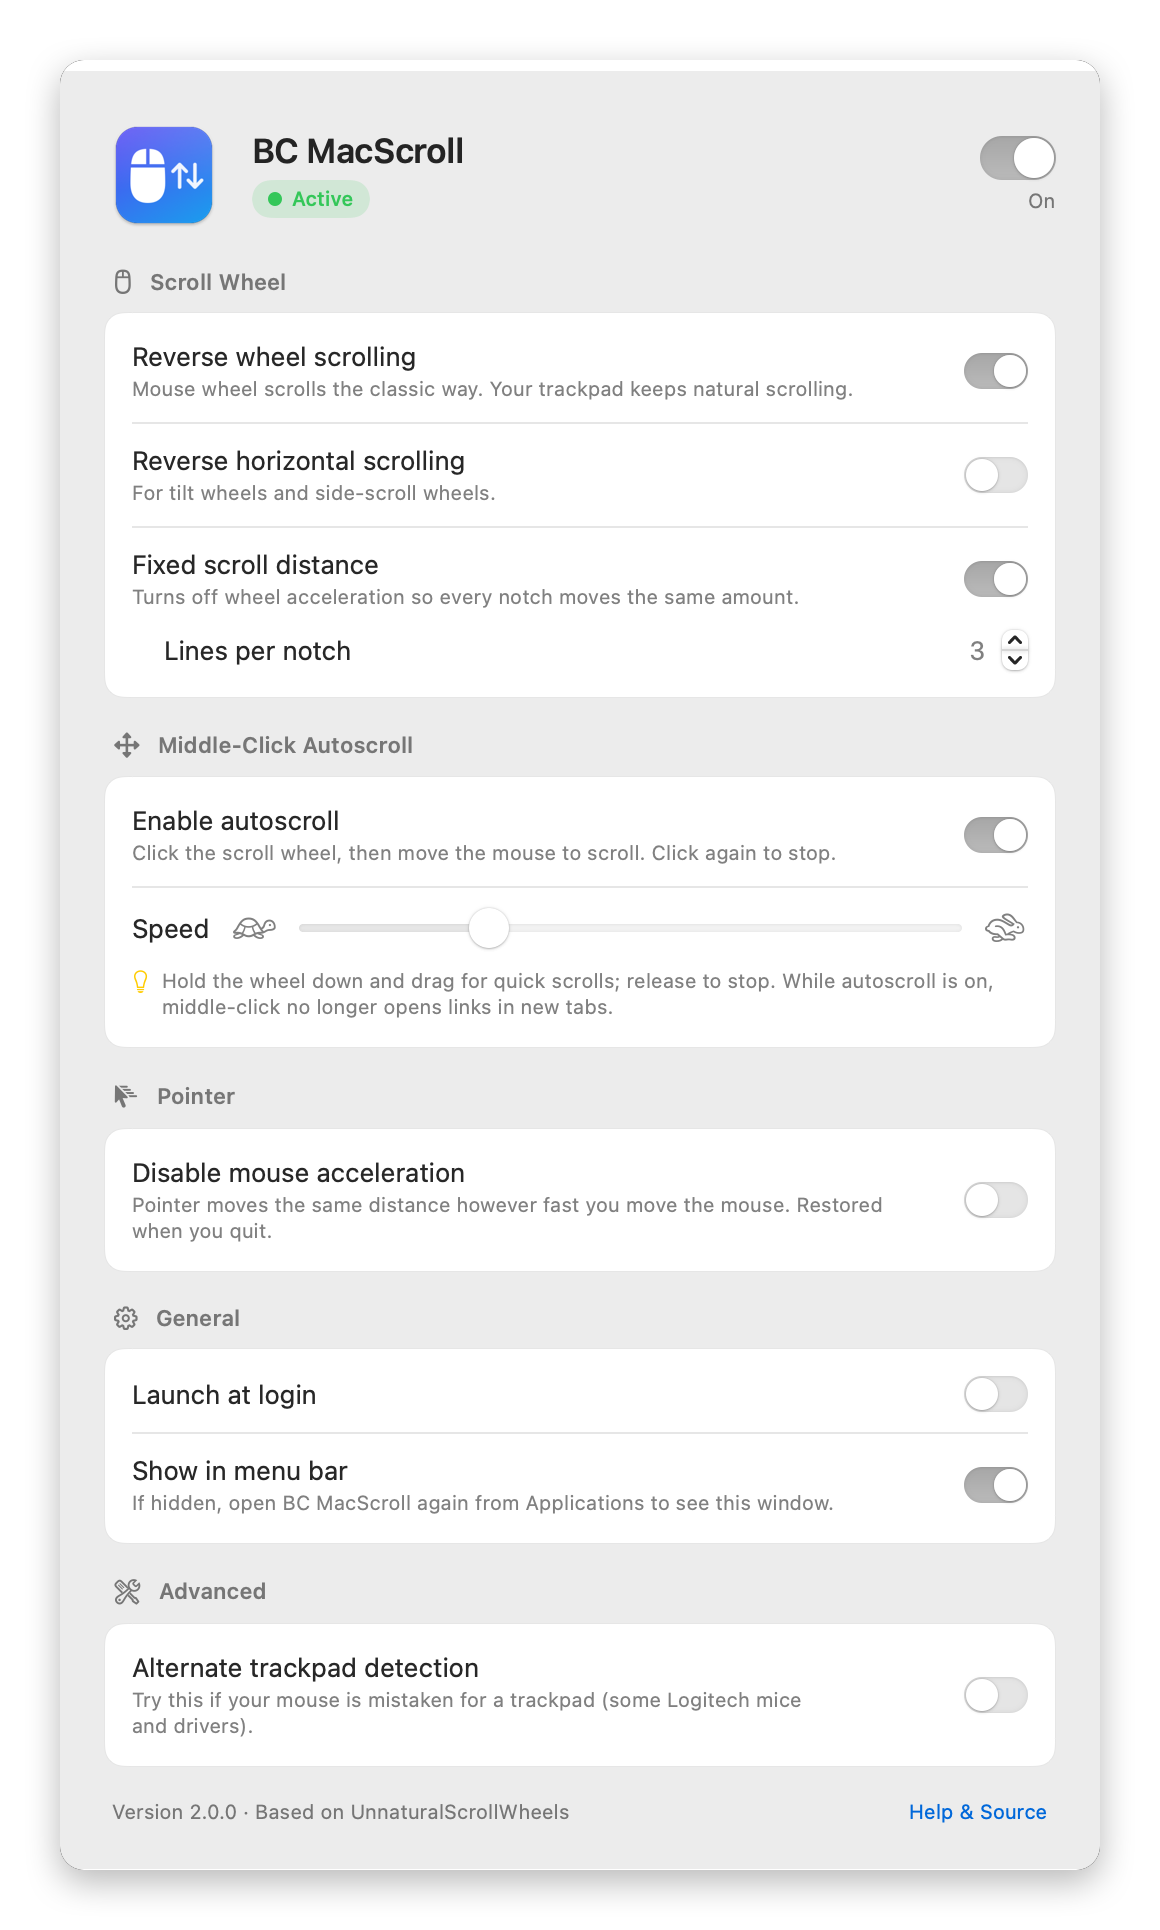 BC MacScroll
Active
On
Scroll Wheel
Reverse wheel scrolling
Mouse wheel scrolls the classic way. Your trackpad keeps natural scrolling.
Reverse horizontal scrolling
For tilt wheels and side-scroll wheels.
Fixed scroll distance
Turns off wheel acceleration so every notch moves the same amount.
Lines per notch 3
Middle-Click Autoscroll
Enable autoscroll
Click the scroll wheel, then move the mouse to scroll. Click again to stop.
Speed
Hold the wheel down and drag for quick scrolls; release to stop. While autoscroll is on,
middle-click no longer opens links in new tabs.
Pointer
Disable mouse acceleration
Pointer moves the same distance however fast you move the mouse. Restored
when you quit.
General
Launch at login
Show in menu bar
If hidden, open BC MacScroll again from Applications to see this window.
Advanced
Alternate trackpad detection
Try this if your mouse is mistaken for a trackpad (some Logitech mice
and drivers).
Version 2.0.0 · Based on UnnaturalScrollWheels Help & Source